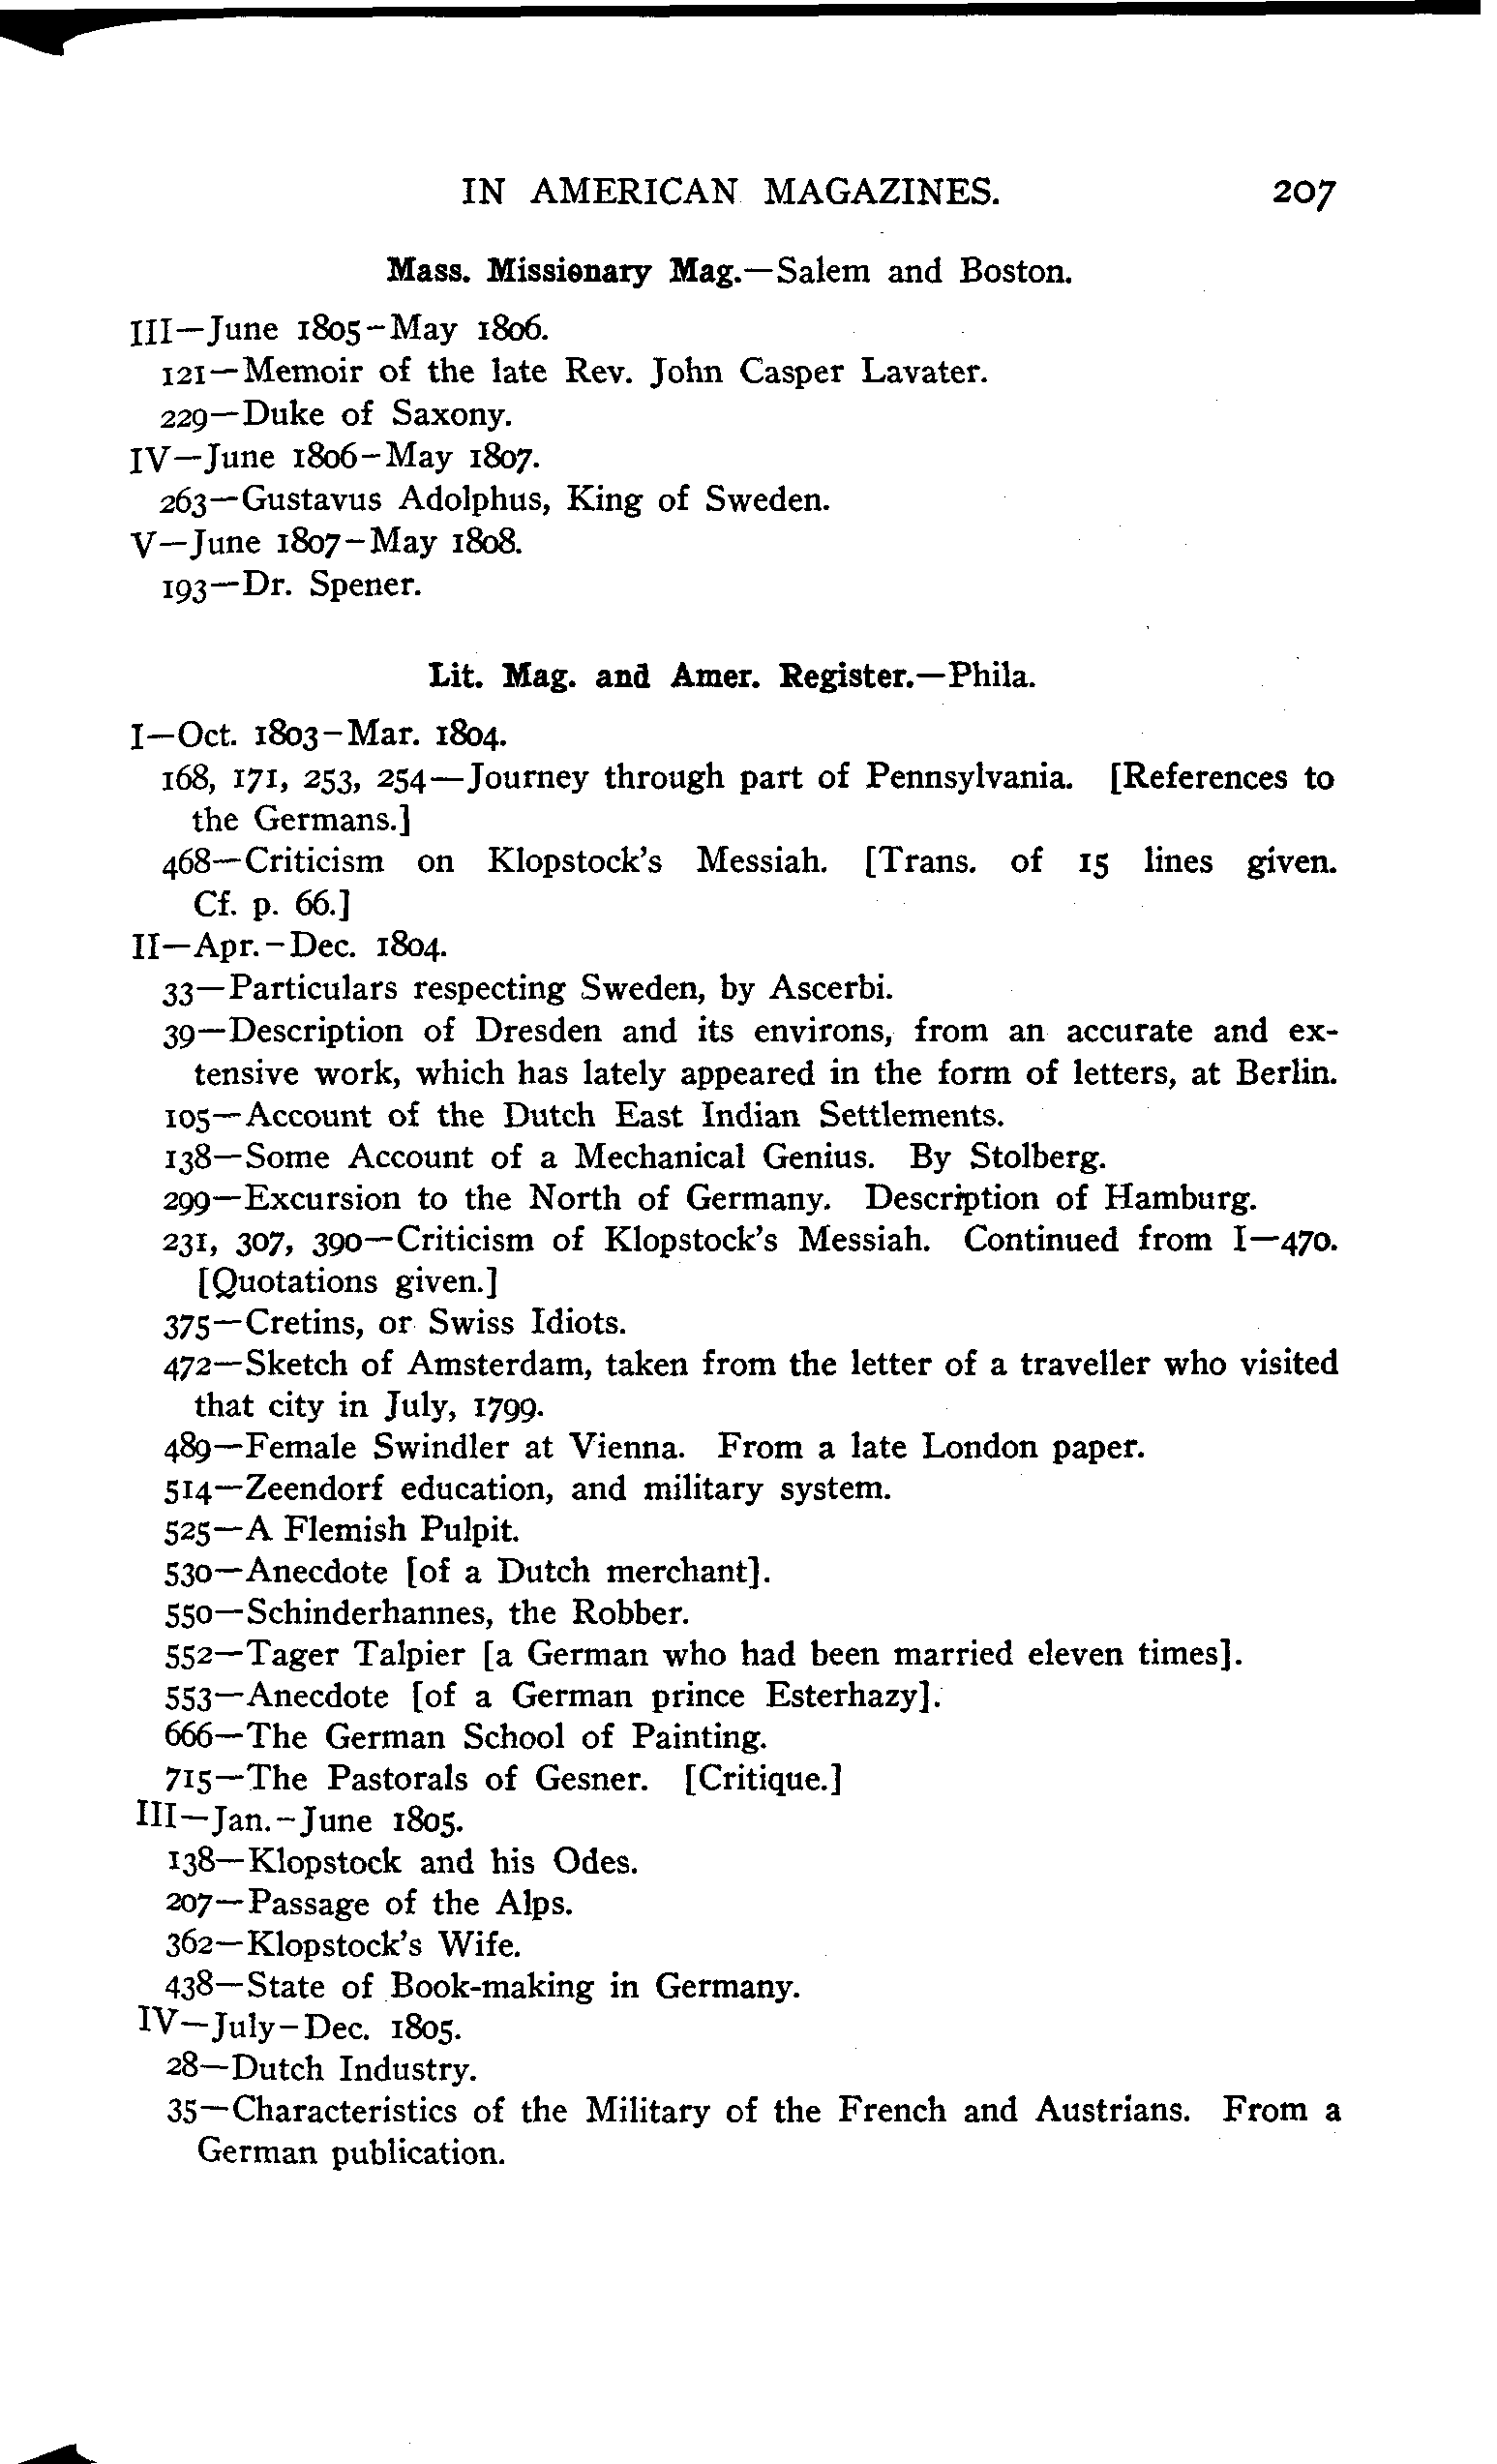 IN AMERICAN MAGAZINES. 207
Mass. Missionary Mag.—Salem and Boston.
III—June 1805–May 1806.
121—Memoir of the late Rev. John Casper Lavater.
229—Duke of Saxony.
IV—June 1806–May 1807.
263—Gustavus Adolphus, King of Sweden.
V—June 1807–May 1808.
193—Dr. Spener.
Lit. Mag. and Amer. Register.—Phila.
I—Oct. 1803–Mar. 1804.
168, 171, 253, 254—Journey through part of Pennsylvania. [References to
the Germans.]
468—Criticism on Klopstock's Messiah. [Trans. of 15 lines given.
Cf. p. 66.]
II—Apr.–Dec. 1804.
33—Particulars respecting Sweden, by Ascerbi.
39—Description of Dresden and its environs, from an accurate and ex-
tensive work, which has lately appeared in the form of letters, at Berlin.
105—Account of the Dutch East Indian Settlements.
138—Some Account of a Mechanical Genius. By Stolberg.
299—Excursion to the North of Germany. Description of Hamburg.
231, 307, 390—Criticism of Klopstock's Messiah. Continued from I—470.
[Quotations given.]
375—Cretins, or Swiss Idiots.
472—Sketch of Amsterdam, taken from the letter of a traveller who visited
that city in July, 1799.
489—Female Swindler at Vienna. From a late London paper.
514—Zeendorf education, and military system.
525—A Flemish Pulpit.
530—Anecdote [of a Dutch merchant].
550—Schinderhannes, the Robber.
552—Tager Talpier [a German who had been married eleven times].
553—Anecdote [of a German prince Esterhazy].
666—The German School of Painting.
715—The Pastorals of Gesner. [Critique.]
III—Jan.–June 1805.
138—Klopstock and his Odes.
207—Passage of the Alps.
362—Klopstock's Wife.
438—State of Book-making in Germany.
IV—July–Dec. 1805.
28—Dutch Industry.
35—Characteristics of the Military of the French and Austrians. From a
German publication.